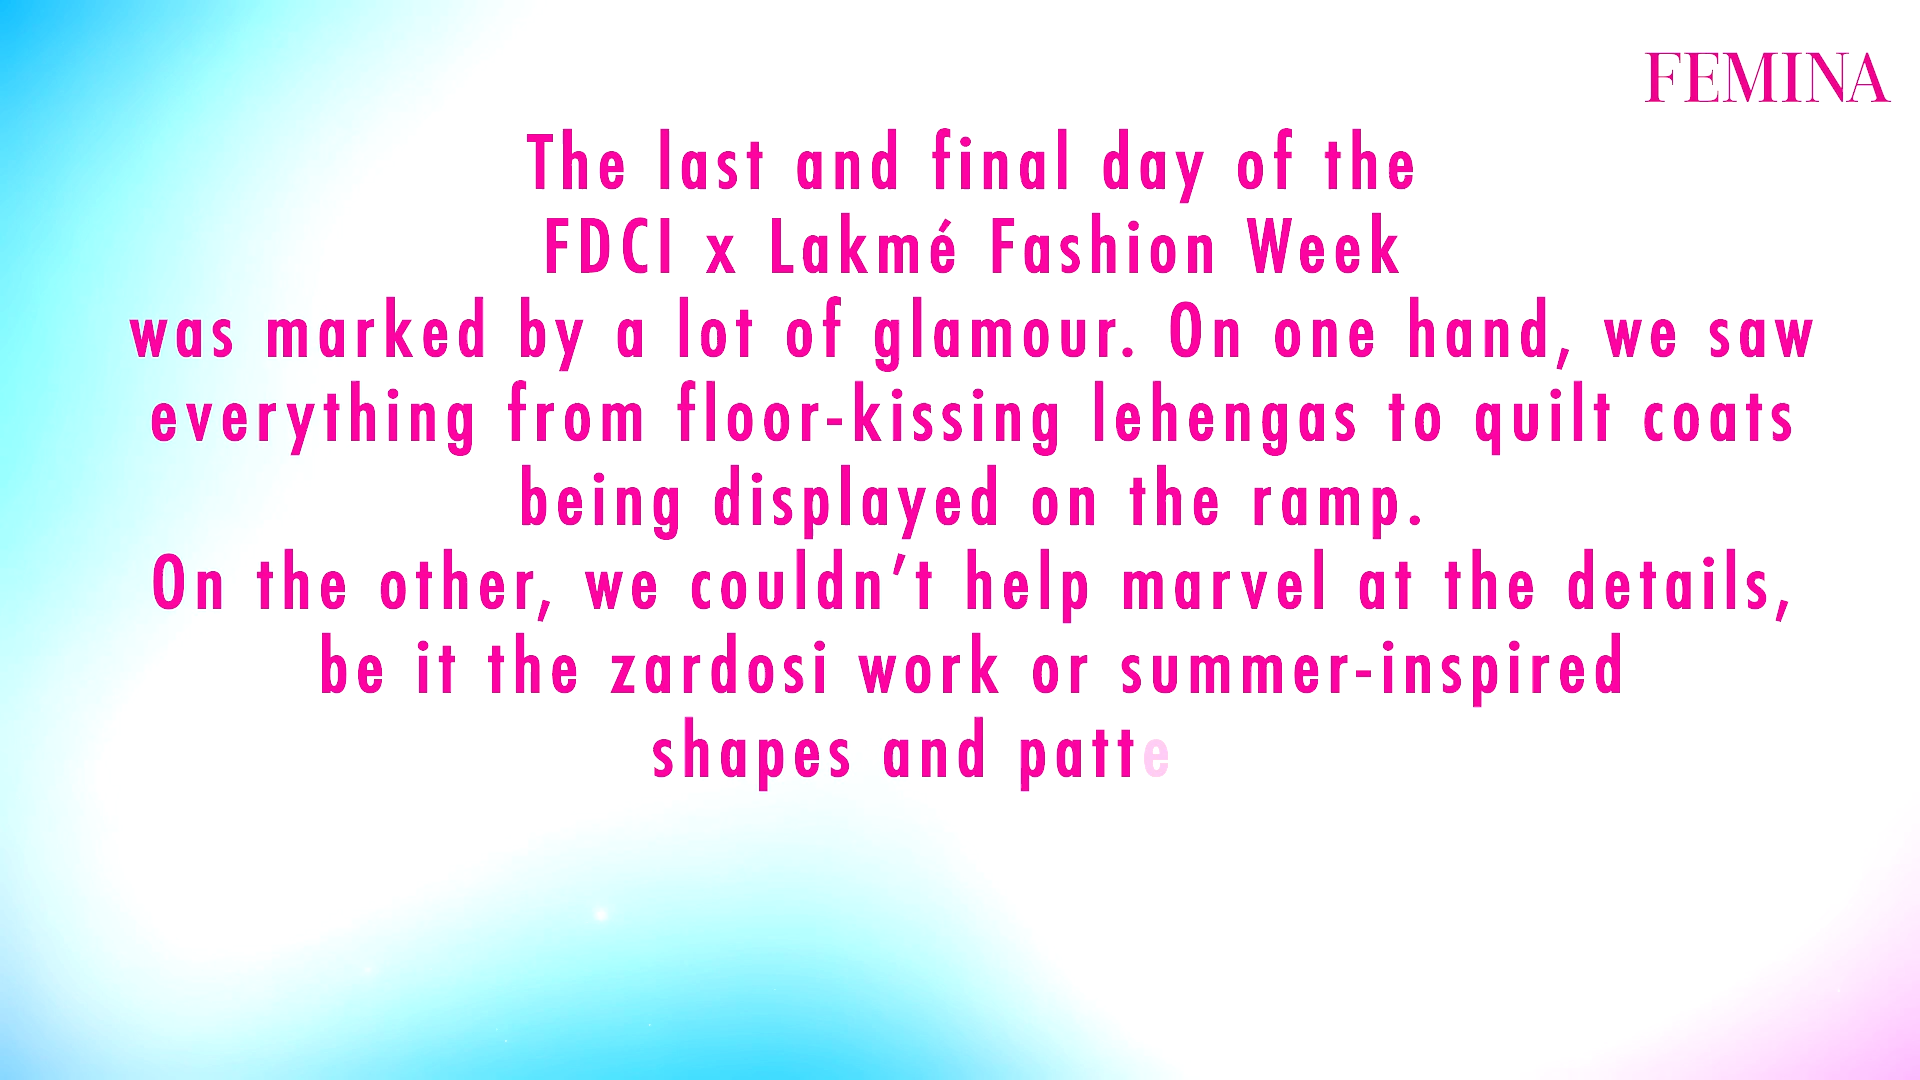 FEMINA
The last and final day of the
FDCI x Lakmé Fashion Week
was marked by a lot of glamour. On one hand, we saw
everything from floor-kissing lehengas to quilt coats
being displayed on the ramp.
On the other, we couldn’t help marvel at the details,
be it the zardosi work or summer-inspired
shapes and patte